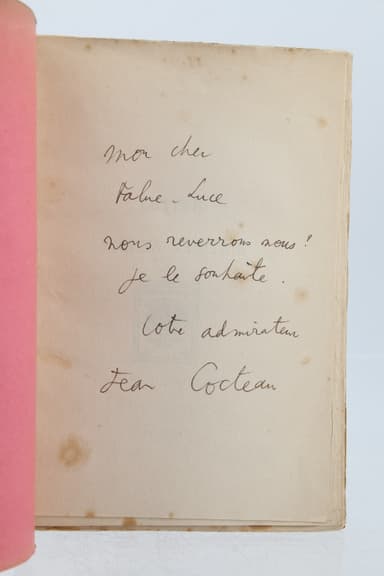 mon cher
Fabre-Luce
nous reverrons nous!
je le souhaite.
Votre admirateur
Jean Cocteau